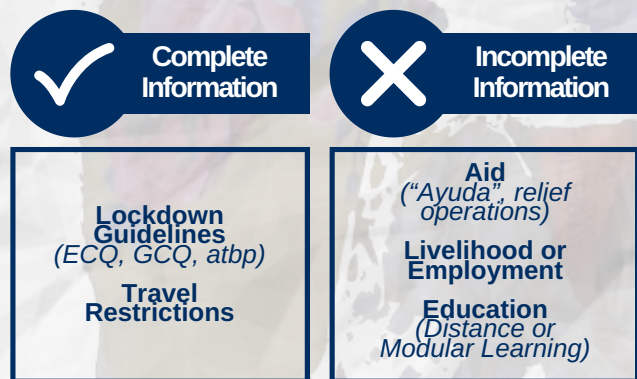 Complete
Information
Lockdown
Guidelines
(ECQ, GCQ, atbp)
Travel
Restrictions
Incomplete
Information
Aid
(“Ayuda”, relief
operations)
Livelihood or
Employment
Education
(Distance or
Modular Learning)